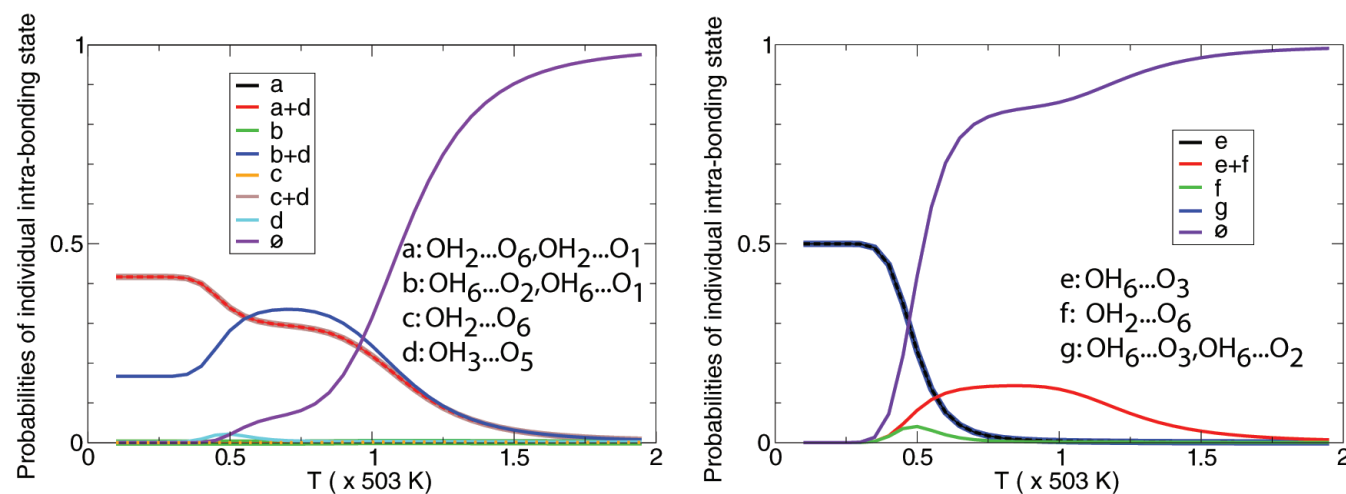 Probabilities of individual intra-bonding state
1
0.5
0
a
a+d
b
b+d
c
c+d
d
ø
a: OH2...O6,OH2...O1
b: OH6...O2,OH6...O1
c: OH2...O6
d: OH3...O5
0 0.5 1 1.5 2
T ( x 503 K)
Probabilities of individual intra-bonding state
1
0.5
0
e
e+f
f
g
ø
e: OH6...O3
f: OH2...O6
g: OH6...O3,OH6...O2
0 0.5 1 1.5 2
T ( x 503 K)